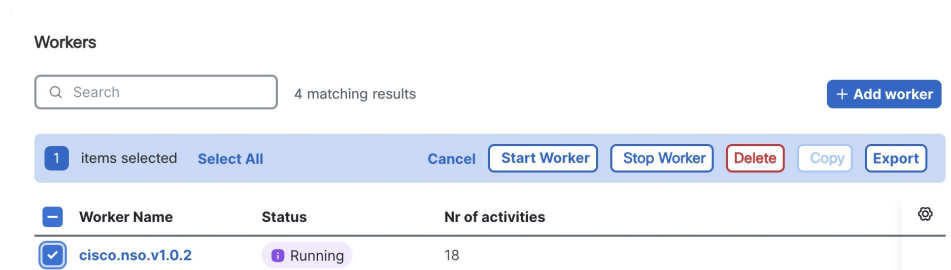 Workers
Search 4 matching results + Add worker
1 items selected Select All Cancel Start Worker Stop Worker Delete Copy Export
Worker Name Status Nr of activities
cisco.nso.v1.0.2 Running 18